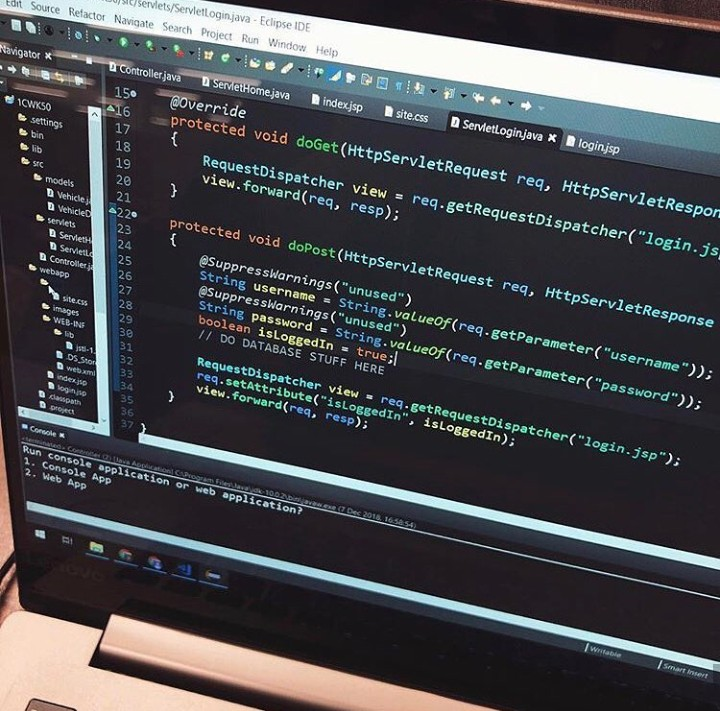 /src/servlets/ServletLogin.java - Eclipse IDE
Edit Source Refactor Navigate Search Project Run Window Help
Navigator
Controller.java ServletHome.java index.jsp site.css ServletLogin.java login.jsp
1CWK50
.settings
bin
lib
src
models
Vehicle.j
VehicleD
servlets
ServletH
ServletL
Controller.ja
webapp
site.css
images
WEB-INF
lib
jstl-1.
.DS_Stor
web.xml
index.jsp
login.jsp
.classpath
.project
15
16 @Override
17 protected void doGet(HttpServletRequest req, HttpServletRespon
18 {
19 RequestDispatcher view = req.getRequestDispatcher("login.jsp
20 view.forward(req, resp);
21 }
22
23 protected void doPost(HttpServletRequest req, HttpServletResponse
24 {
25 @SuppressWarnings("unused")
26 String username = String.valueOf(req.getParameter("username"));
27 @SuppressWarnings("unused")
28 String password = String.valueOf(req.getParameter("password"));
29 boolean isLoggedIn = true;
30 // DO DATABASE STUFF HERE
31
32 RequestDispatcher view = req.getRequestDispatcher("login.jsp");
33 req.setAttribute("isLoggedIn", isLoggedIn);
34 view.forward(req, resp);
35 }
36
37 }
Console
<terminated> Controller (2) [Java Application] C:\Program Files\Java\jdk-10.0.2\bin\javaw.exe (7 Dec 2018, 16:58:54)
Run console application or web application?
1. Console App
2. Web App
Writable Smart Insert
lenovo